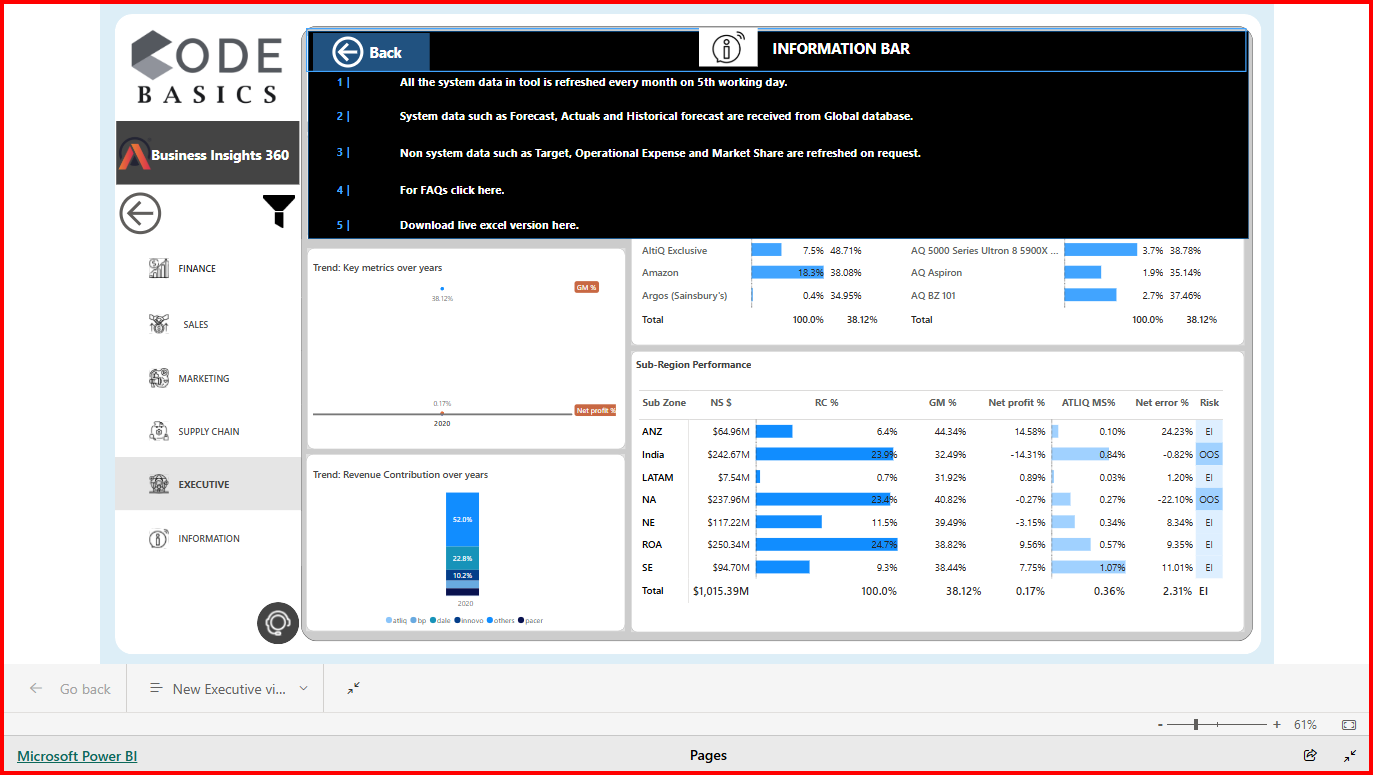 CODE
BASICS
Business Insights 360
FINANCE
SALES
MARKETING
SUPPLY CHAIN
EXECUTIVE
INFORMATION
Back
INFORMATION BAR
1 | All the system data in tool is refreshed every month on 5th working day.
2 | System data such as Forecast, Actuals and Historical forecast are received from Global database.
3 | Non system data such as Target, Operational Expense and Market Share are refreshed on request.
4 | For FAQs click here.
5 | Download live excel version here.
AltiQ Exclusive 7.5% 48.71%
Amazon 18.3% 38.08%
Argos (Sainsbury's) 0.4% 34.95%
Total 100.0% 38.12%
AQ 5000 Series Ultron 8 5900X ... 3.7% 38.78%
AQ Aspiron 1.9% 35.14%
AQ BZ 101 2.7% 37.46%
Total 100.0% 38.12%
Trend: Key metrics over years
GM %
38.12%
0.17%
Net profit %
2020
Trend: Revenue Contribution over years
52.0%
22.8%
10.2%
2020
atliq bp dale innovo others pacer
Sub-Region Performance
Sub Zone NS $ RC % GM % Net profit % ATLIQ MS% Net error % Risk
ANZ $64.96M 6.4% 44.34% 14.58% 0.10% 24.23% EI
India $242.67M 23.9% 32.49% -14.31% 0.84% -0.82% OOS
LATAM $7.54M 0.7% 31.92% 0.89% 0.03% 1.20% EI
NA $237.96M 23.4% 40.82% -0.27% 0.27% -22.10% OOS
NE $117.22M 11.5% 39.49% -3.15% 0.34% 8.34% EI
ROA $250.34M 24.7% 38.82% 9.56% 0.57% 9.35% EI
SE $94.70M 9.3% 38.44% 7.75% 1.07% 11.01% EI
Total $1,015.39M 100.0% 38.12% 0.17% 0.36% 2.31% EI
Go back
New Executive vi...
- + 61%
Microsoft Power BI
Pages